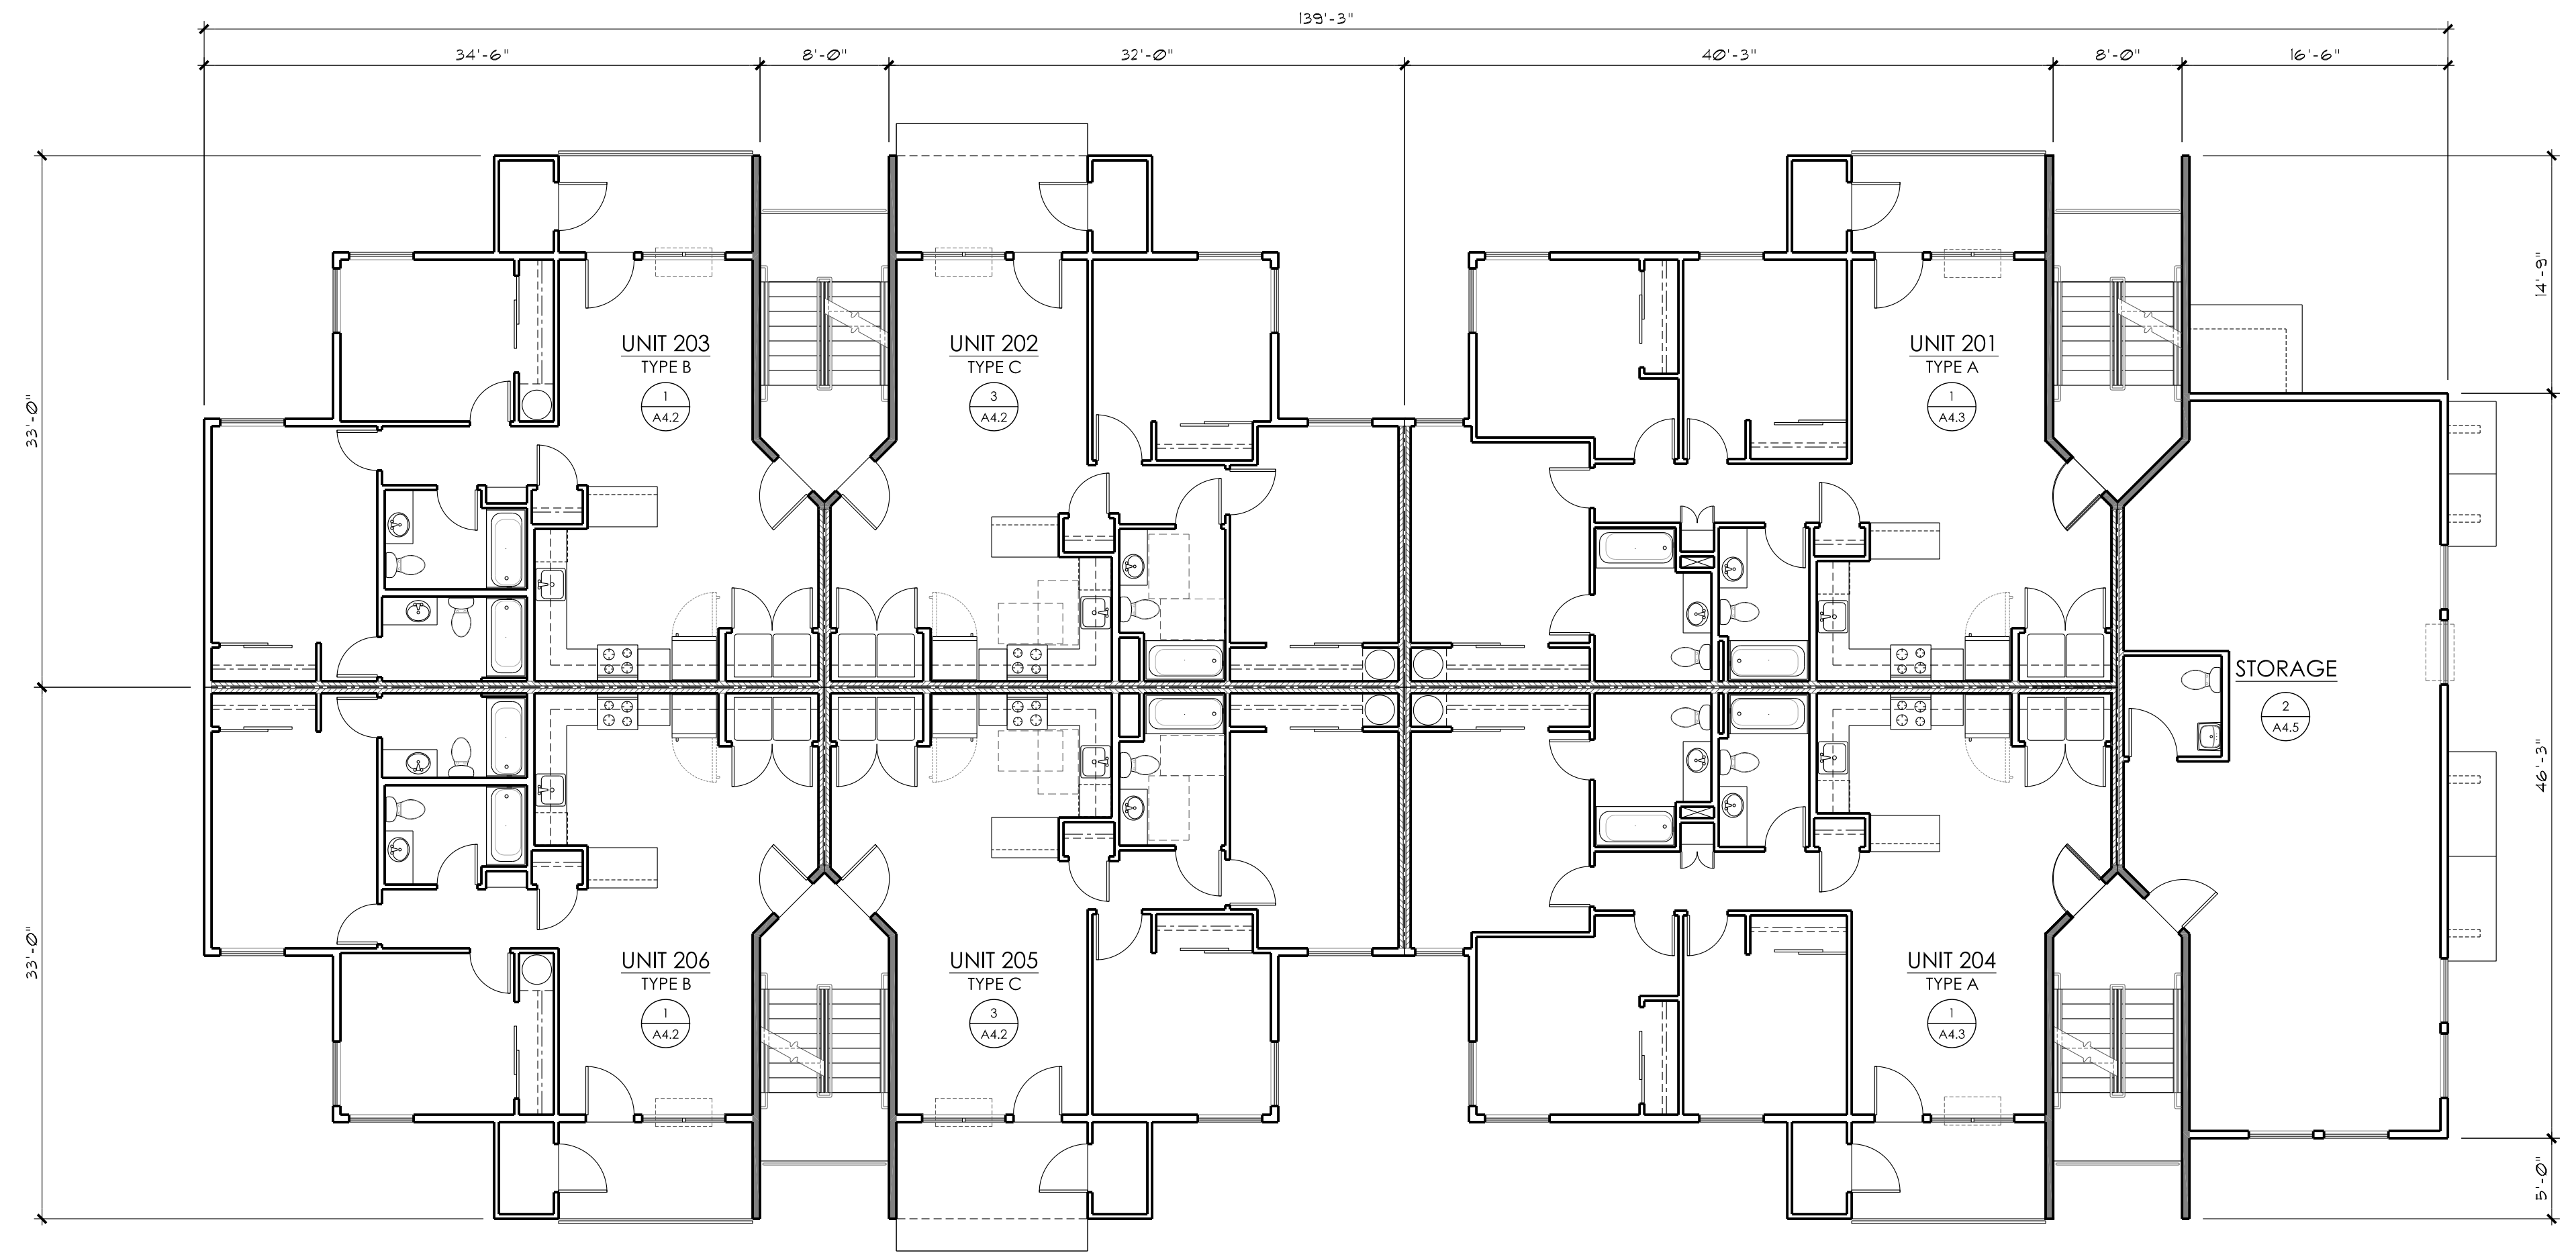 139'-3"
34'-6"
8'-0"
32'-0"
40'-3"
8'-0"
16'-6"
33'-0"
14'-9"
UNIT 203
TYPE B
1
A4.2
UNIT 202
TYPE C
3
A4.2
UNIT 201
TYPE A
1
A4.3
STORAGE
2
A4.5
46'-3"
33'-0"
UNIT 206
TYPE B
1
A4.2
UNIT 205
TYPE C
3
A4.2
UNIT 204
TYPE A
1
A4.3
5'-0"